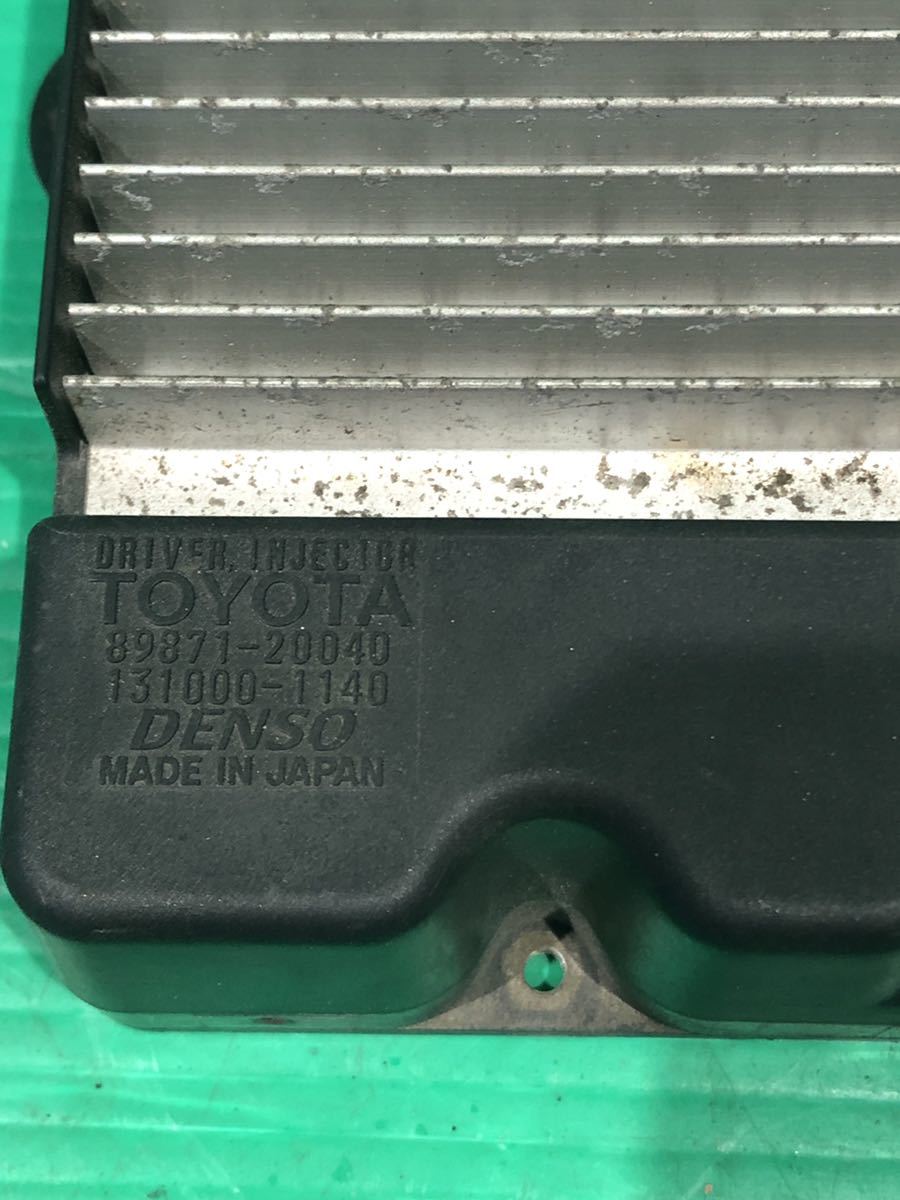 DRIVER, INJECTOR
TOYOTA
89871-20040
131000-1140
DENSO
MADE IN JAPAN